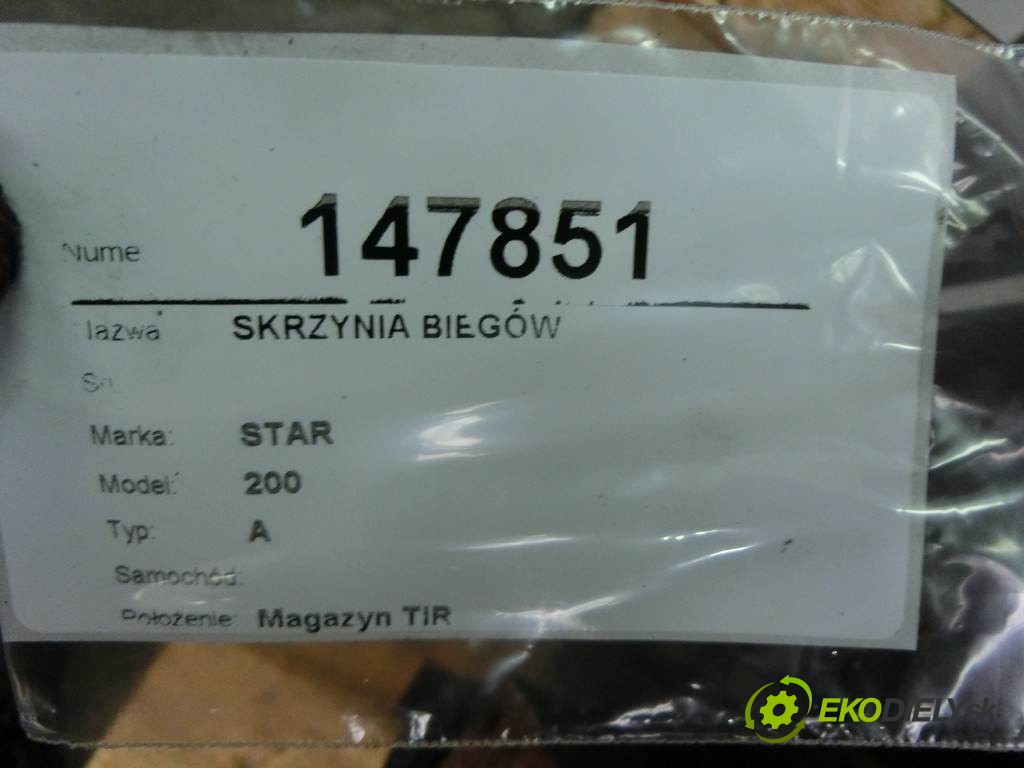 Nume 147851
lazwa SKRZYNIA BIEGÓW
Marka: STAR
Model: 200
Typ: A
Samochód:
Położenie: Magazyn TIR
EKODIELY.sk